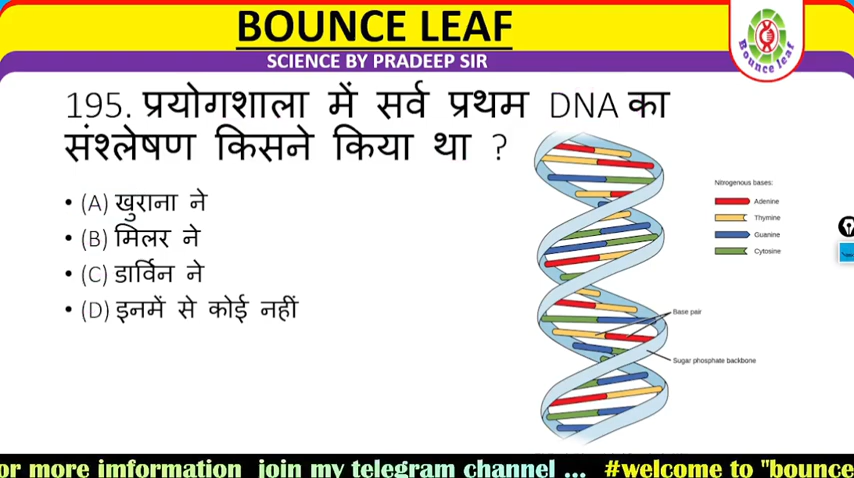 BOUNCE LEAF
SCIENCE BY PRADEEP SIR
Bounce leaf
195. प्रयोगशाला में सर्व प्रथम DNA का
संश्लेषण किसने किया था ?
• (A) खुराना ने
• (B) मिलर ने
• (C) डार्विन ने
• (D) इनमें से कोई नहीं
Nitrogenous bases:
Adenine
Thymine
Guanine
Cytosine
Base pair
Sugar phosphate backbone
or more imformation join my telegram channel ... #welcome to "bounce